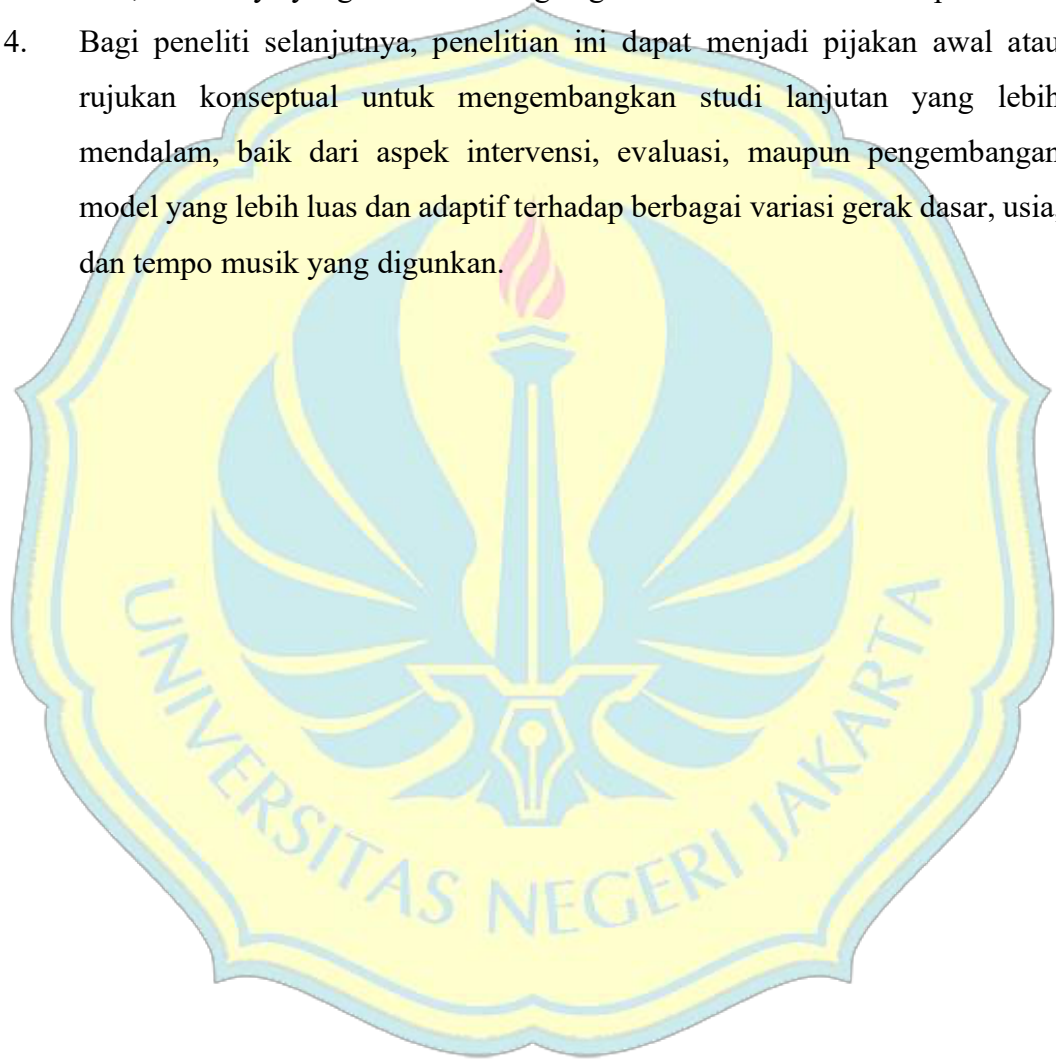 4. Bagi peneliti selanjutnya, penelitian ini dapat menjadi pijakan awal atau
rujukan konseptual untuk mengembangkan studi lanjutan yang lebih
mendalam, baik dari aspek intervensi, evaluasi, maupun pengembangan
model yang lebih luas dan adaptif terhadap berbagai variasi gerak dasar, usia,
dan tempo musik yang digunkan.
UNIVERSITAS NEGERI JAKARTA